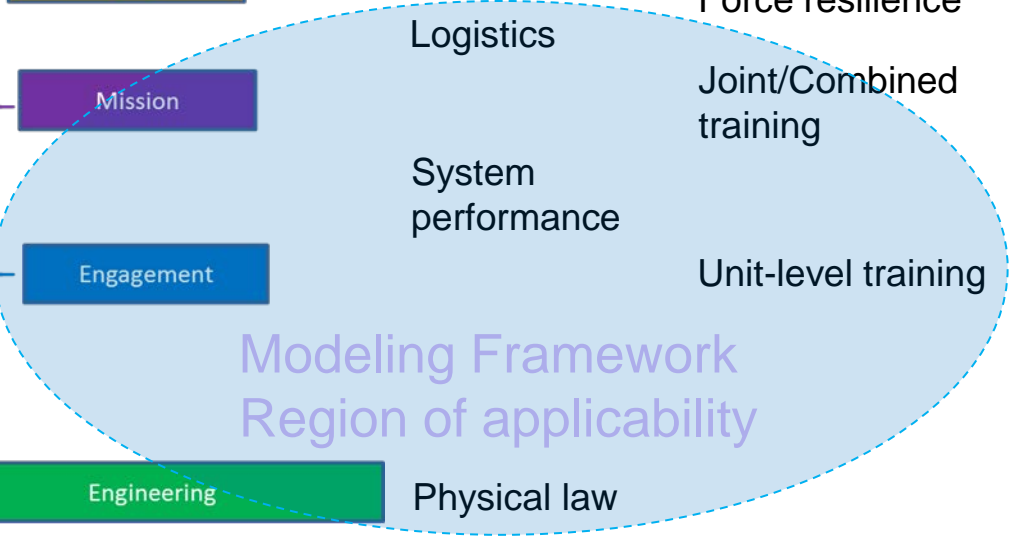 Force resilience
Logistics
Mission
Joint/Combined
training
System
performance
Engagement
Unit-level training
Modeling Framework
Region of applicability
Engineering
Physical law